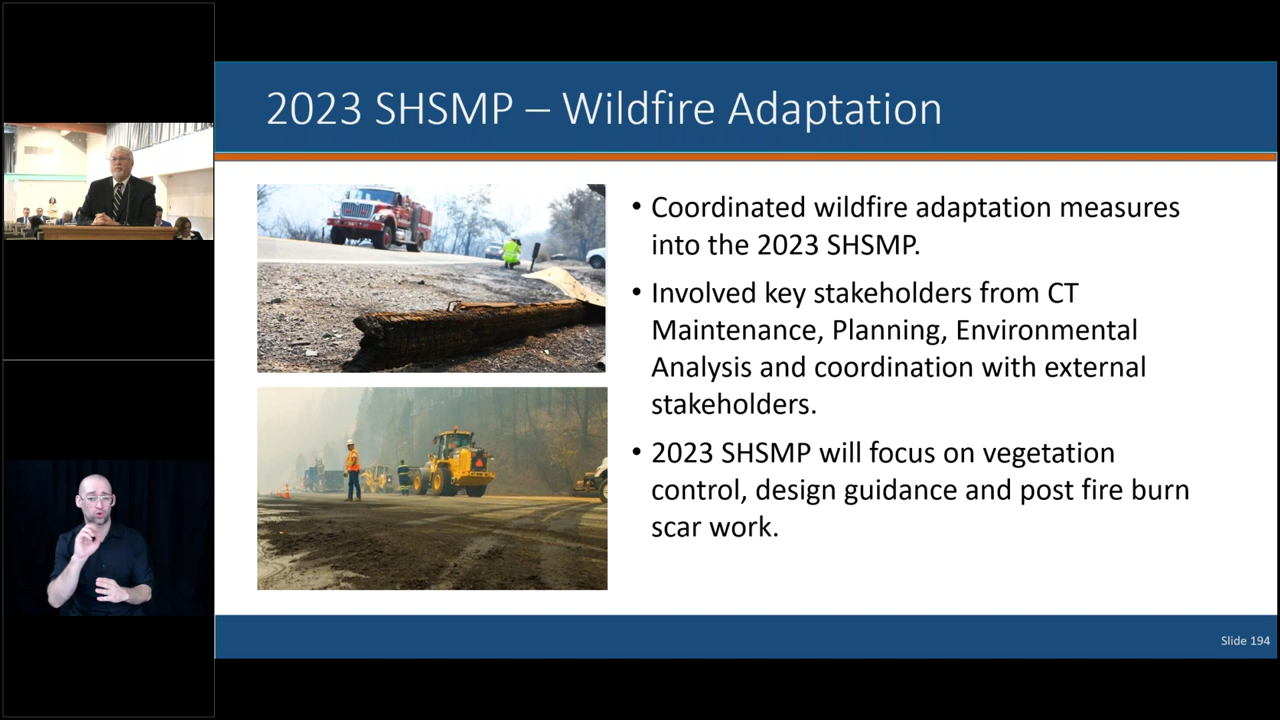 2023 SHSMP – Wildfire Adaptation
• Coordinated wildfire adaptation measures
into the 2023 SHSMP.
• Involved key stakeholders from CT
Maintenance, Planning, Environmental
Analysis and coordination with external
stakeholders.
• 2023 SHSMP will focus on vegetation
control, design guidance and post fire burn
scar work.
Slide 194